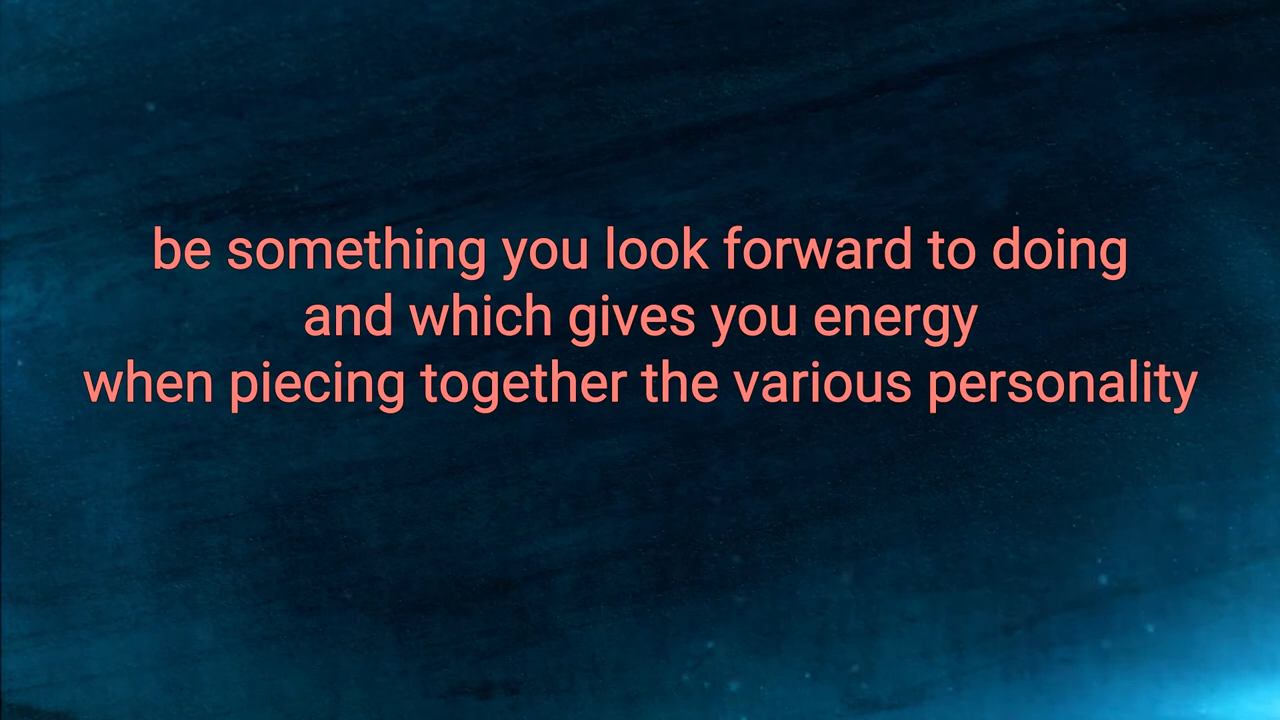 be something you look forward to doing
and which gives you energy
when piecing together the various personality